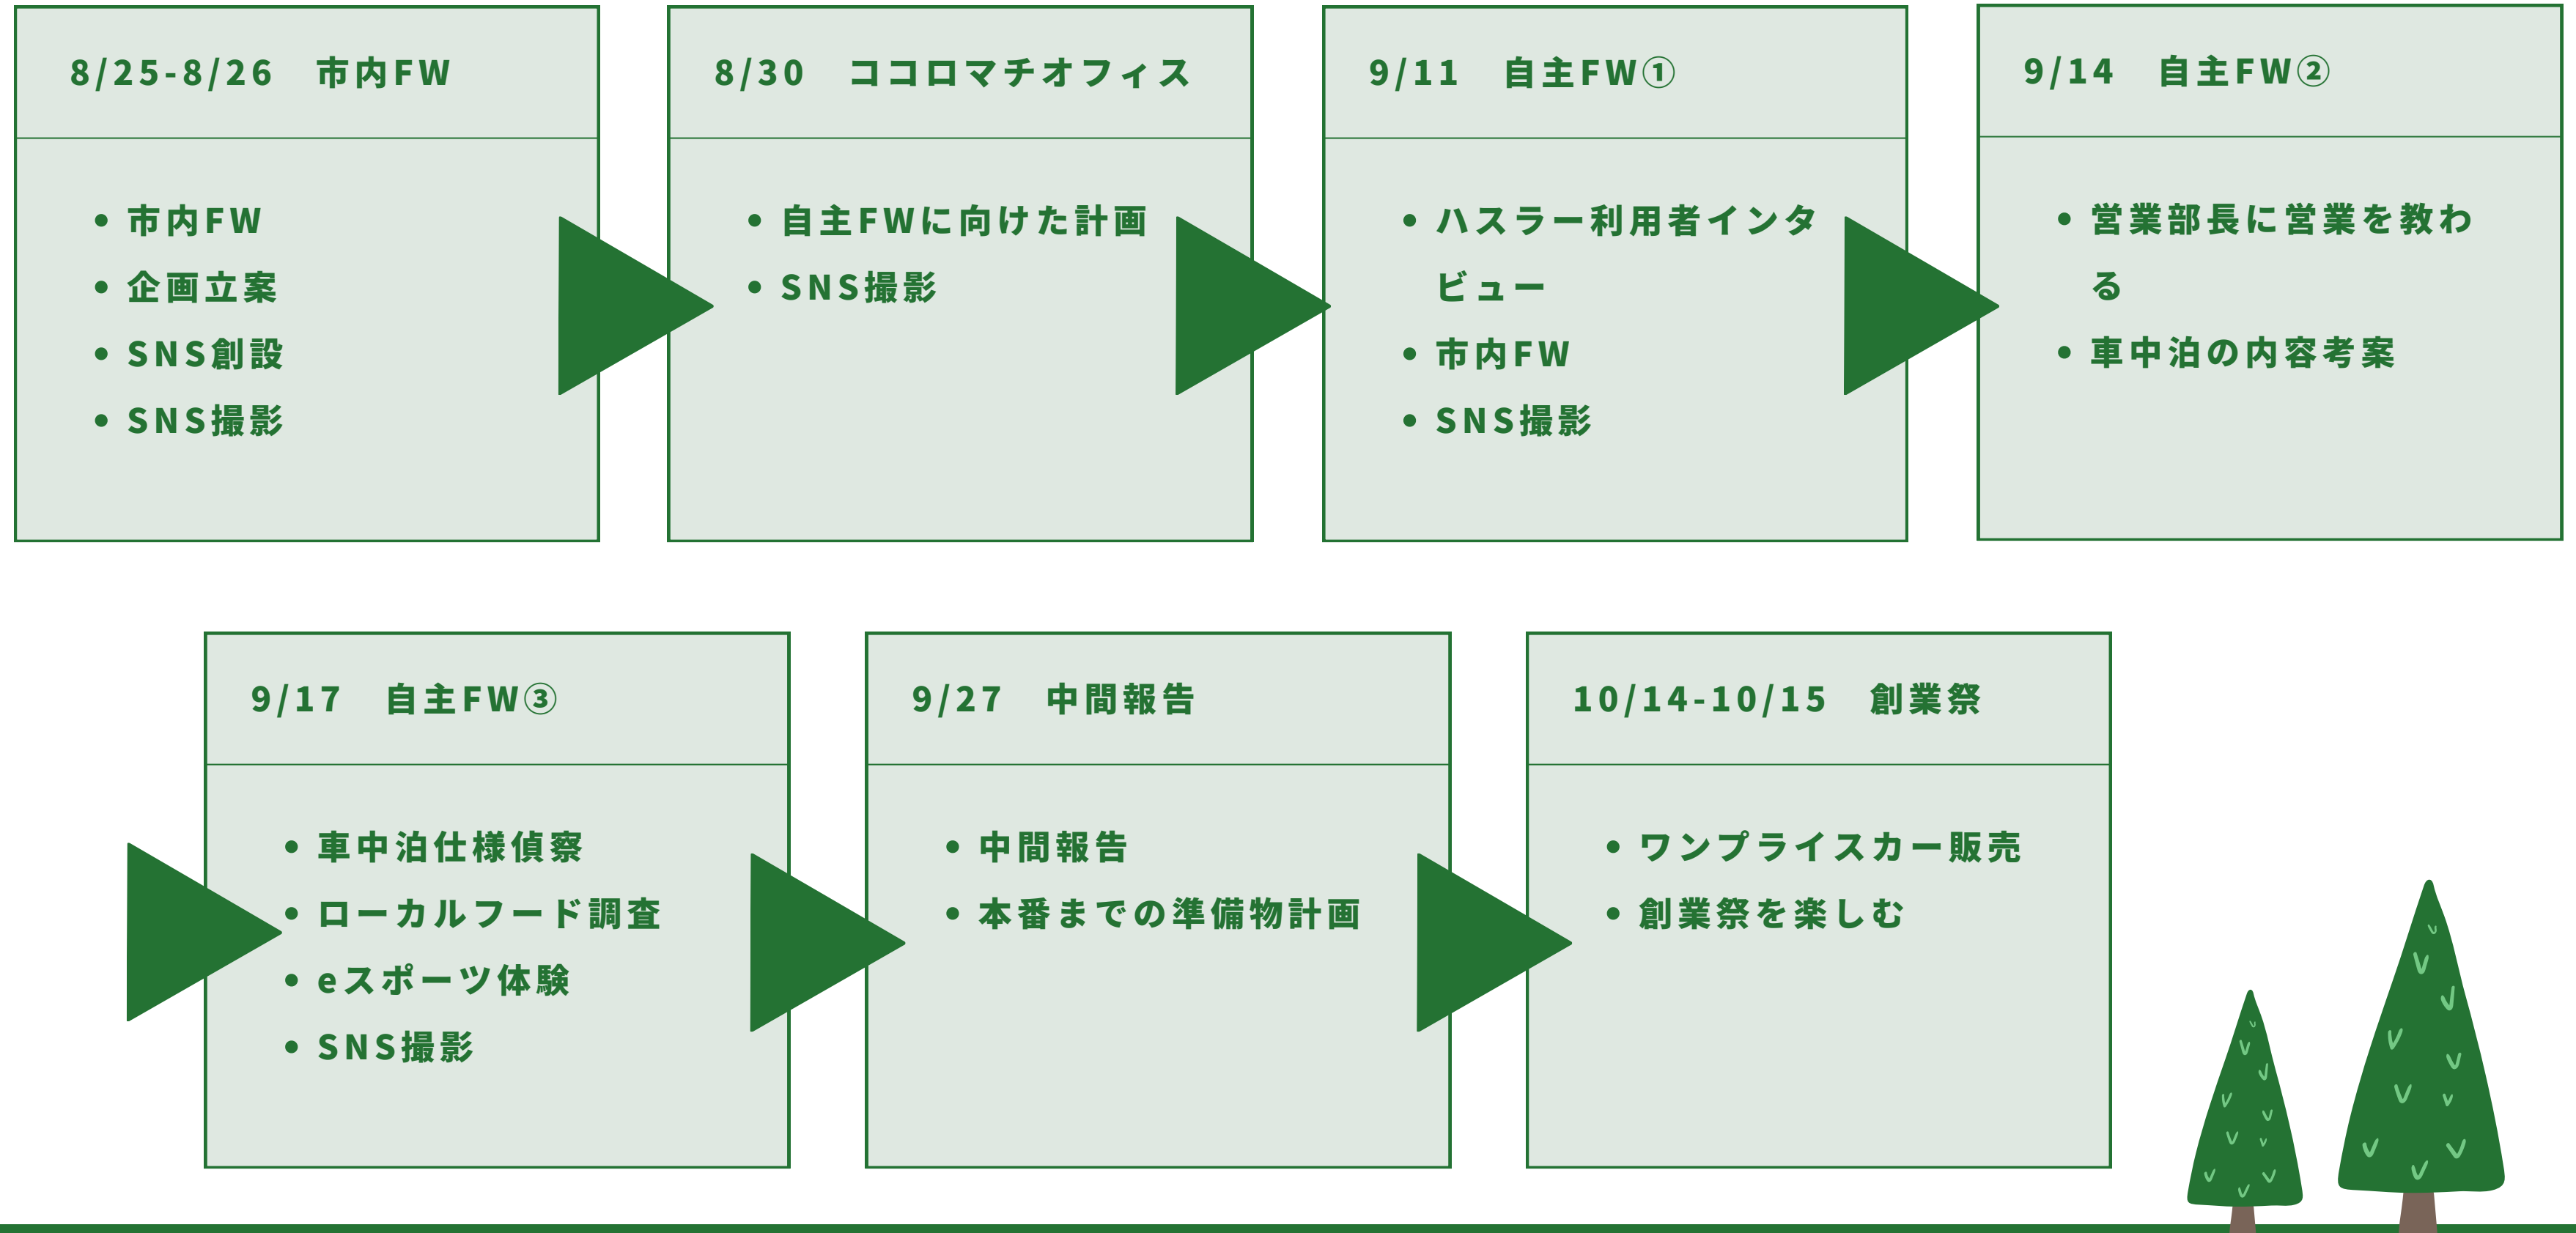 8/25-8/26　市内FW
• 市内FW
• 企画立案
• SNS創設
• SNS撮影
8/30　ココロマチオフィス
• 自主FWに向けた計画
• SNS撮影
9/11　自主FW①
• ハスラー利用者インタ
ビュー
• 市内FW
• SNS撮影
9/14　自主FW②
• 営業部長に営業を教わ
る
• 車中泊の内容考案
9/17　自主FW③
• 車中泊仕様偵察
• ローカルフード調査
• eスポーツ体験
• SNS撮影
9/27　中間報告
• 中間報告
• 本番までの準備物計画
10/14-10/15　創業祭
• ワンプライスカー販売
• 創業祭を楽しむ